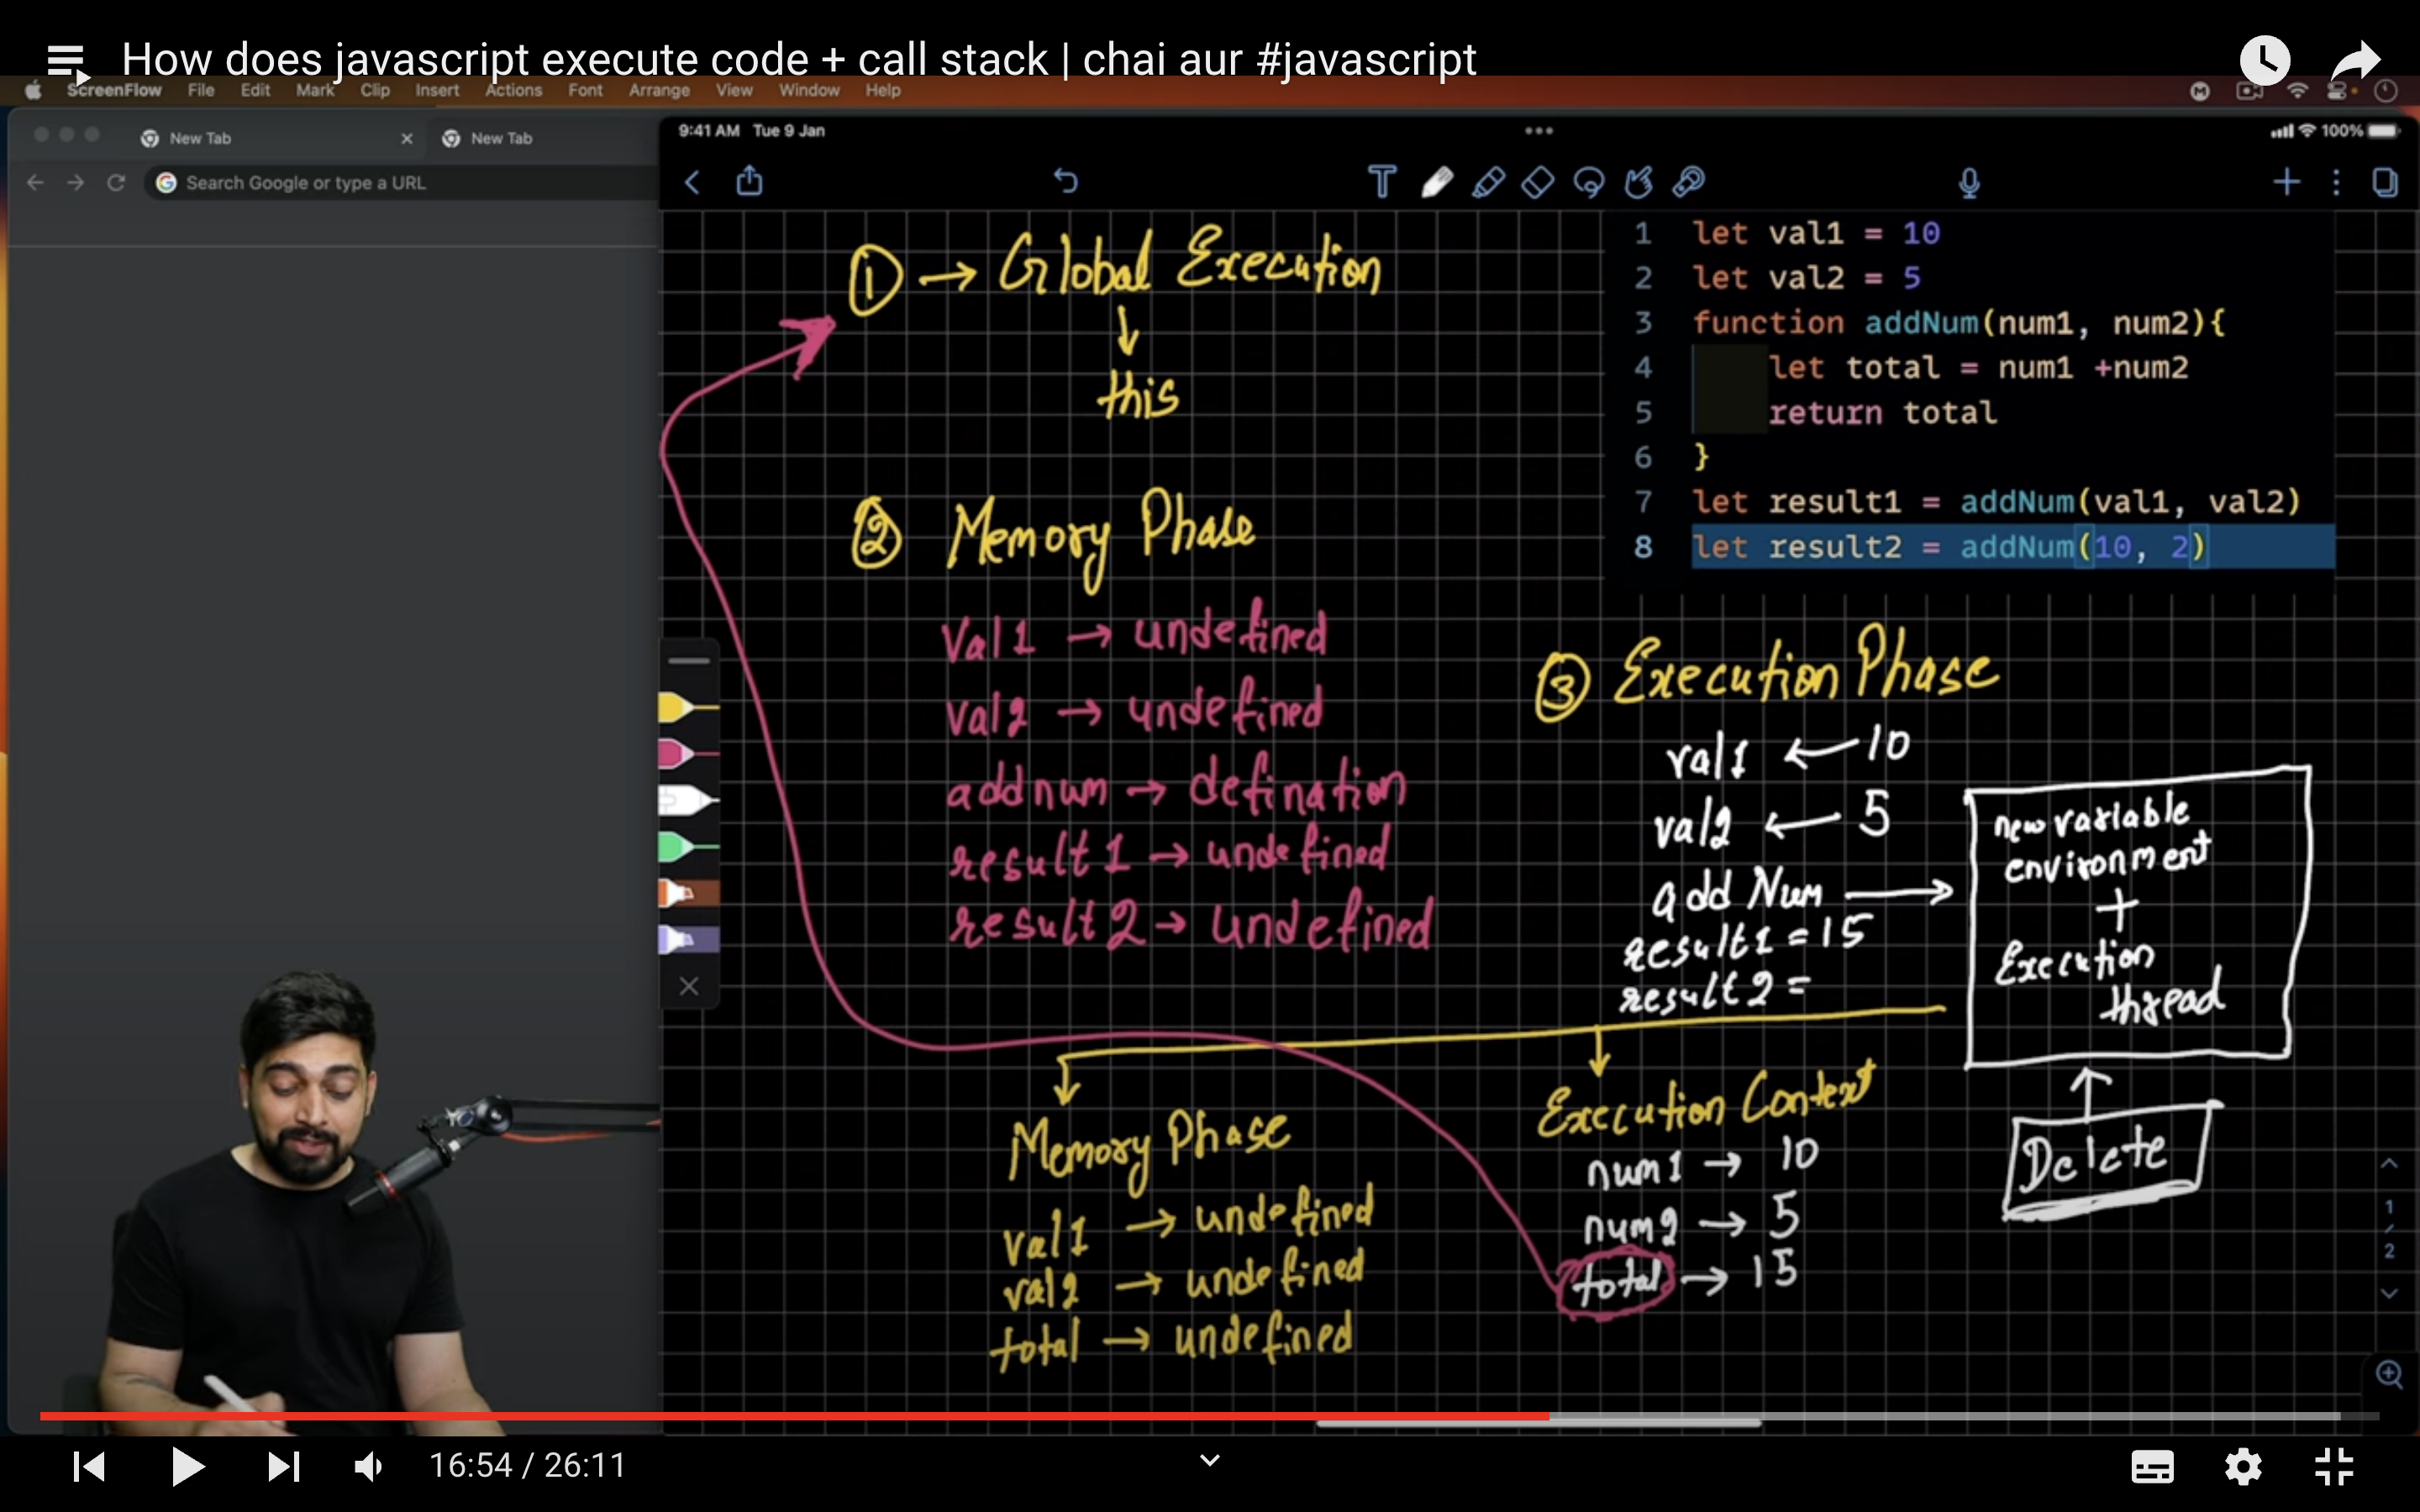 How does javascript execute code + call stack | chai aur #javascript
ScreenFlow File Edit Mark Clip Insert Actions Font Arrange View Window Help
New Tab
New Tab
Search Google or type a URL
9:41 AM Tue 9 Jan
100%
① → Global Execution
↓
this
② Memory Phase
Val1 → undefined
val2 → undefined
addnum → defination
result1 → undefined
result2 → undefined
1 let val1 = 10
2 let val2 = 5
3 function addNum(num1, num2){
4 let total = num1 +num2
5 return total
6 }
7 let result1 = addNum(val1, val2)
8 let result2 = addNum(10, 2)
③ Execution Phase
val1 ← 10
val2 ← 5
add Num →
result1 = 15
result2 =
new variable
environment
+
Execution
thread
Delete
Memory Phase
val1 → undefined
val2 → undefined
total → undefined
Execution Context
num1 → 10
num2 → 5
total → 15
1
2
16:54 / 26:11